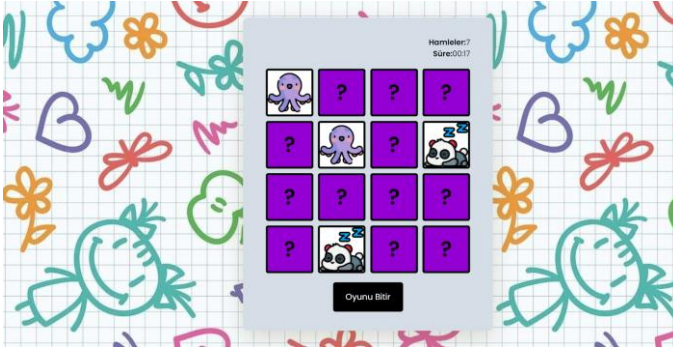 Hamleler:7
Süre:00:17
? ? ?
? ? z z
? ? ? ?
? z z ? ?
Oyunu Bitir